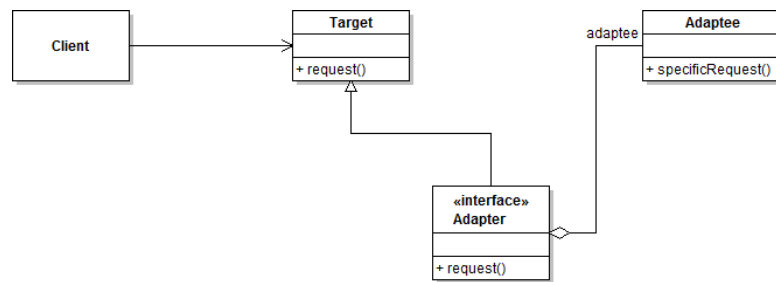 Client
Target
+ request()
adaptee
Adaptee
+ specificRequest()
«interface»
Adapter
+ request()